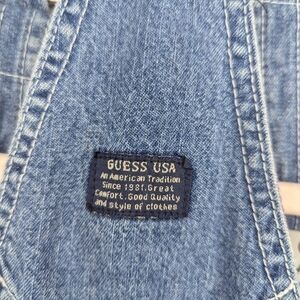 GUESS USA
An American Tradition
Since 1981.Great
Comfort.Good Quality
and style of clothes